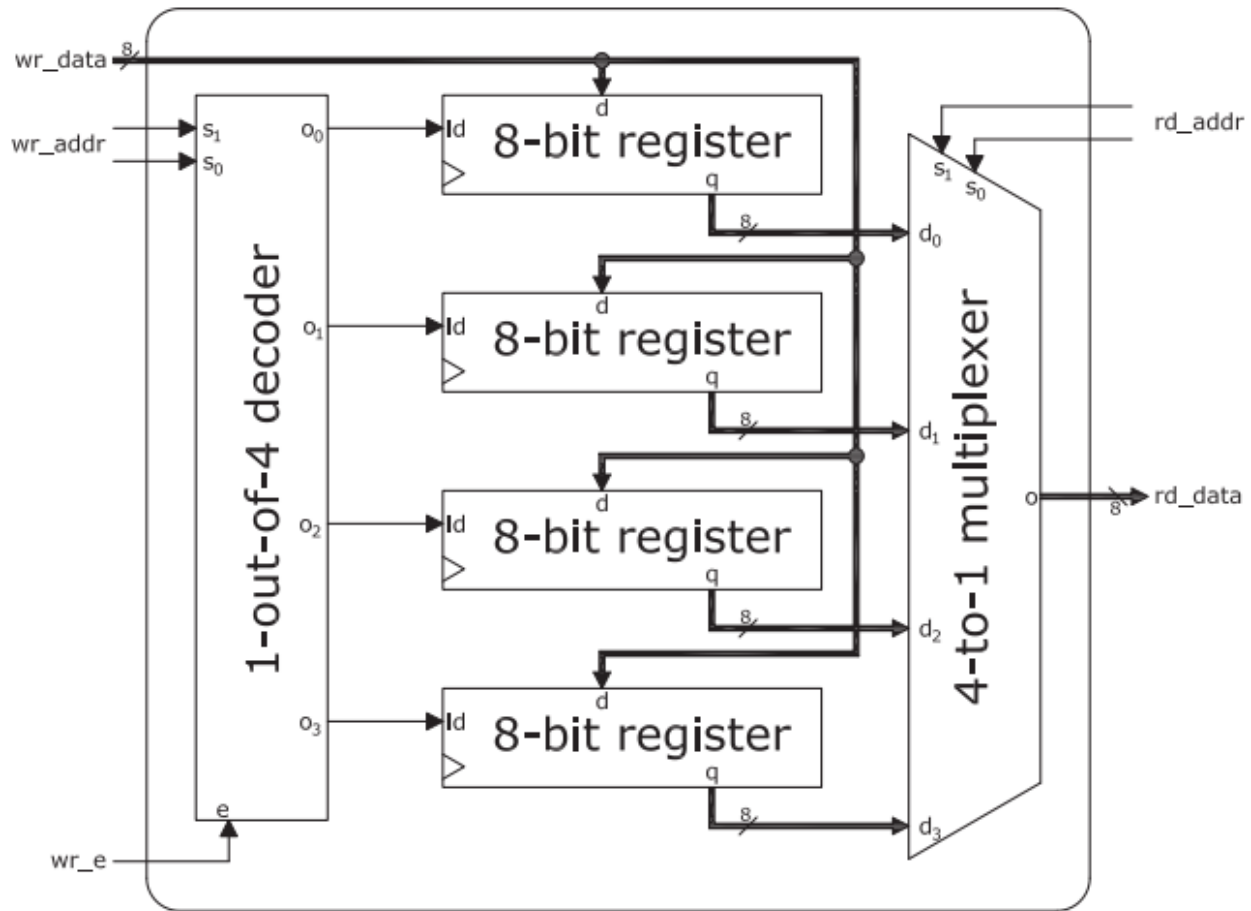 wr_data
8
wr_addr
s1
s0
1-out-of-4 decoder
o0
o1
o2
o3
e
wr_e
d
ld
8-bit register
q
8
d
ld
8-bit register
q
8
d
ld
8-bit register
q
8
d
ld
8-bit register
q
8
rd_addr
s1
s0
d0
d1
d2
d3
4-to-1 multiplexer
o
8
rd_data